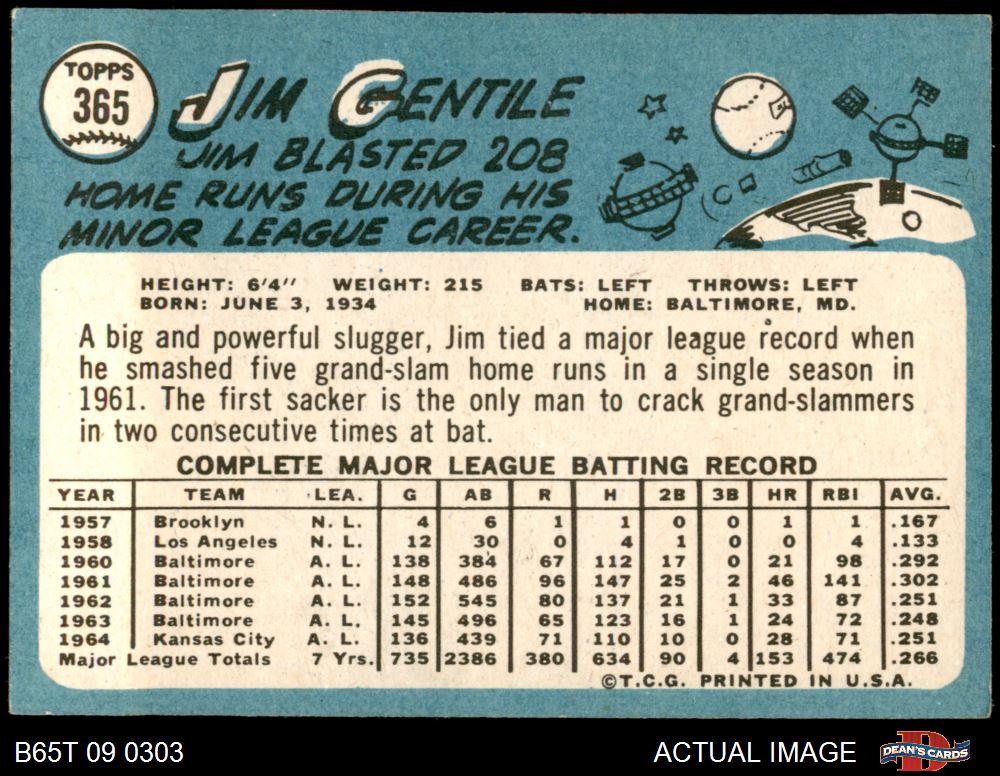 TOPPS
365
JIM GENTILE
JIM BLASTED 208
HOME RUNS DURING HIS
MINOR LEAGUE CAREER.
HEIGHT: 6'4" WEIGHT: 215 BATS: LEFT THROWS: LEFT
BORN: JUNE 3, 1934 HOME: BALTIMORE, MD.
A big and powerful slugger, Jim tied a major league record when
he smashed five grand-slam home runs in a single season in
1961. The first sacker is the only man to crack grand-slammers
in two consecutive times at bat.
COMPLETE MAJOR LEAGUE BATTING RECORD
YEAR TEAM LEA. G AB R H 2B 3B HR RBI AVG.
1957 Brooklyn N. L. 4 6 1 1 0 0 1 1 .167
1958 Los Angeles N. L. 12 30 0 4 1 0 0 4 .133
1960 Baltimore A. L. 138 384 67 112 17 0 21 98 .292
1961 Baltimore A. L. 148 486 96 147 25 2 46 141 .302
1962 Baltimore A. L. 152 545 80 137 21 1 33 87 .251
1963 Baltimore A. L. 145 496 65 123 16 1 24 72 .248
1964 Kansas City A. L. 136 439 71 110 10 0 28 71 .251
Major League Totals 7 Yrs. 735 2386 380 634 90 4 153 474 .266
©T.C.G. PRINTED IN U.S.A.
B65T 09 0303 ACTUAL IMAGE DEAN'S CARDS